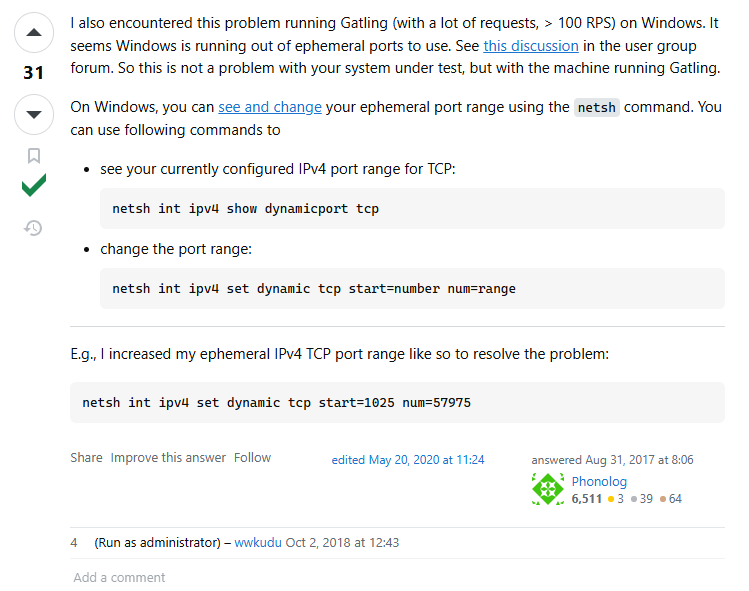 I also encountered this problem running Gatling (with a lot of requests, > 100 RPS) on Windows. It
seems Windows is running out of ephemeral ports to use. See this discussion in the user group
forum. So this is not a problem with your system under test, but with the machine running Gatling.
31
On Windows, you can see and change your ephemeral port range using the netsh command. You
can use following commands to
• see your currently configured IPv4 port range for TCP:
netsh int ipv4 show dynamicport tcp
• change the port range:
netsh int ipv4 set dynamic tcp start=number num=range
E.g., I increased my ephemeral IPv4 TCP port range like so to resolve the problem:
netsh int ipv4 set dynamic tcp start=1025 num=57975
Share Improve this answer Follow
edited May 20, 2020 at 11:24
answered Aug 31, 2017 at 8:06
Phonolog
6,511 ● 3 ● 39 ● 64
4 (Run as administrator) – wwkudu Oct 2, 2018 at 12:43
Add a comment